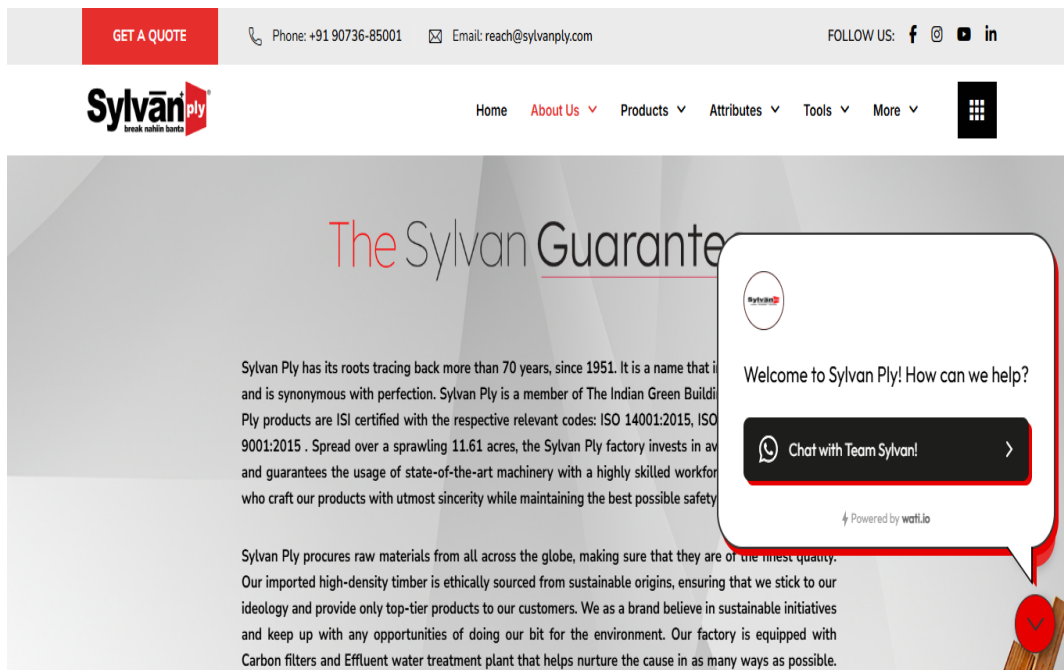 GET A QUOTE
Phone: +91 90736-85001
Email: reach@sylvanply.com
FOLLOW US:
Sylvān ply
break nahiin banta
Home
About Us
Products
Attributes
Tools
More
The Sylvan Guarante
Sylvan Ply has its roots tracing back more than 70 years, since 1951. It is a name that
and is synonymous with perfection. Sylvan Ply is a member of The Indian Green
Ply products are ISI certified with the respective relevant codes: ISO 14001:2015, ISO
9001:2015 . Spread over a sprawling 11.61 acres, the Sylvan Ply factory invests in
and guarantees the usage of state-of-the-art machinery with a highly skilled
who craft our products with utmost sincerity while maintaining the best possible safety
Sylvan Ply procures raw materials from all across the globe, making sure that they are of the finest quality.
Our imported high-density timber is ethically sourced from sustainable origins, ensuring that we stick to our
ideology and provide only top-tier products to our customers. We as a brand believe in sustainable initiatives
and keep up with any opportunities of doing our bit for the environment. Our factory is equipped with
Carbon filters and Effluent water treatment plant that helps nurture the cause in as many ways as possible.
Sylvān ply
Welcome to Sylvan Ply! How can we help?
Chat with Team Sylvan!
Powered by wati.io